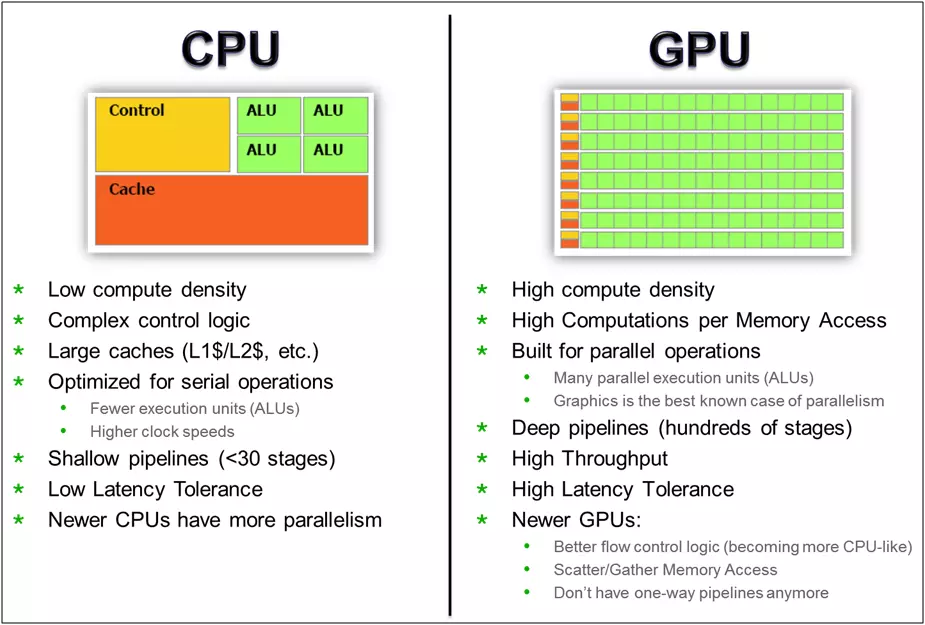 CPU
Control
ALU
ALU
ALU
ALU
Cache
* Low compute density
* Complex control logic
* Large caches (L1$/L2$, etc.)
* Optimized for serial operations
• Fewer execution units (ALUs)
• Higher clock speeds
* Shallow pipelines (<30 stages)
* Low Latency Tolerance
* Newer CPUs have more parallelism
GPU
* High compute density
* High Computations per Memory Access
* Built for parallel operations
• Many parallel execution units (ALUs)
• Graphics is the best known case of parallelism
* Deep pipelines (hundreds of stages)
* High Throughput
* High Latency Tolerance
* Newer GPUs:
• Better flow control logic (becoming more CPU-like)
• Scatter/Gather Memory Access
• Don't have one-way pipelines anymore